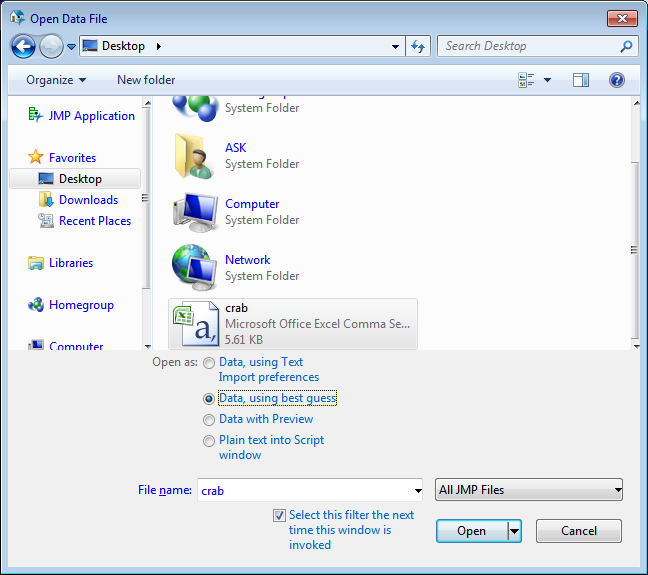 Open Data File
Desktop
Search Desktop
Organize
New folder
JMP Application
Favorites
Desktop
Downloads
Recent Places
Libraries
Homegroup
Computer
System Folder
ASK
System Folder
Computer
System Folder
Network
System Folder
crab
Microsoft Office Excel Comma Se...
5.61 KB
Open as:
Data, using Text
Import preferences
Data, using best guess
Data with Preview
Plain text into Script
window
File name:
crab
All JMP Files
Select this filter the next
time this window is
invoked
Open
Cancel